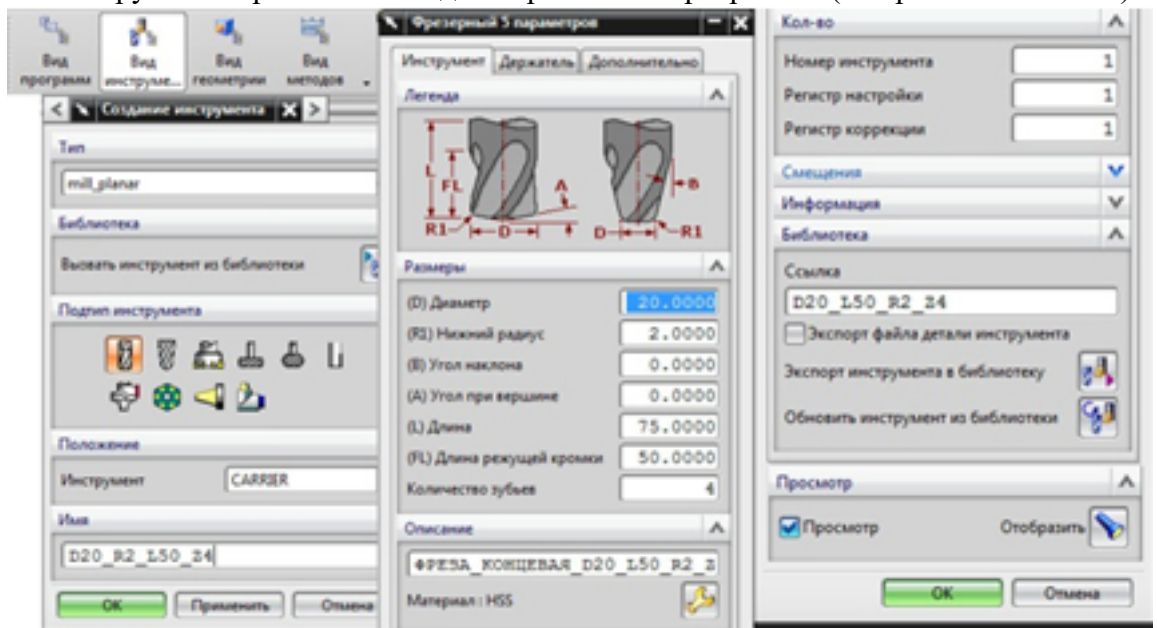 Вид программ
Вид инструме...
Вид геометрии
Вид методов
Создание инструмента
Тип
mill_planar
Библиотека
Вызвать инструмент из библиотеки
Подтип инструмента
Положение
Инструмент
CARRIER
Имя
D20_R2_L50_Z4
ОК
Применить
Отмена
Фрезерный 5 параметров
Инструмент
Держатель
Дополнительно
Легенда
L
FL
A
R1
D
B
D
R1
Размеры
(D) Диаметр 20.0000
(R1) Нижний радиус 2.0000
(B) Угол наклона 0.0000
(A) Угол при вершине 0.0000
(L) Длина 75.0000
(FL) Длина режущей кромки 50.0000
Количество зубьев 4
Описание
ФРЕЗА_КОНЦЕВАЯ_D20_L50_R2_Z
Материал : HSS
Кол-во
Номер инструмента 1
Регистр настройки 1
Регистр коррекции 1
Смещения
Информация
Библиотека
Ссылка
D20_L50_R2_Z4
Экспорт файла детали инструмента
Экспорт инструмента в библиотеку
Обновить инструмент из библиотеки
Просмотр
Просмотр
Отобразить
ОК
Отмена